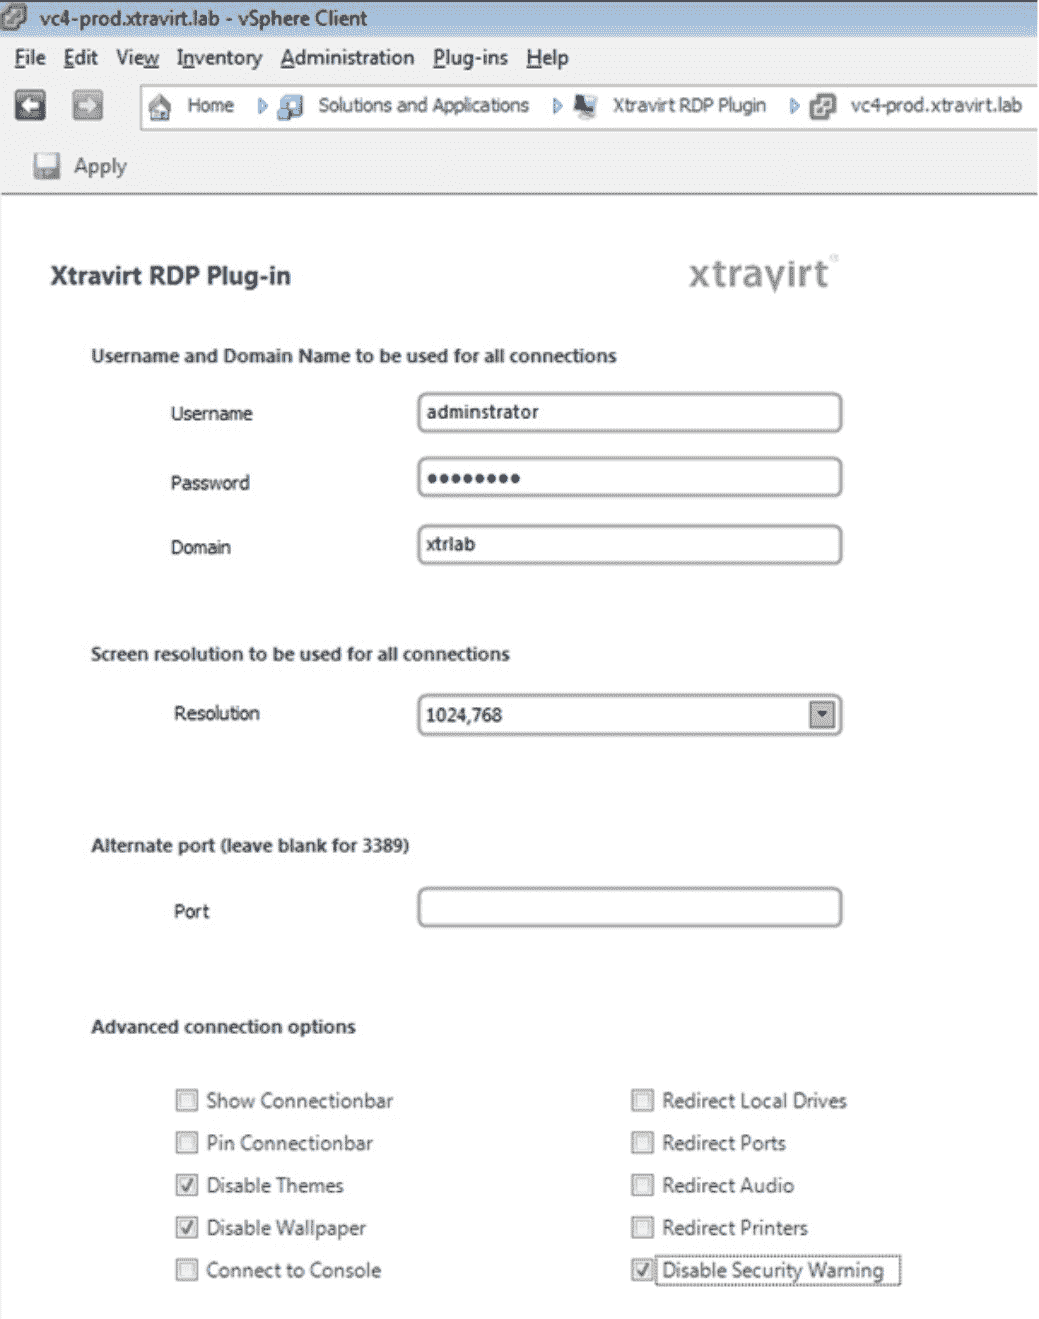 vc4-prod.xtravirt.lab - vSphere Client
File Edit View Inventory Administration Plug-ins Help
Home Solutions and Applications Xtravirt RDP Plugin vc4-prod.xtravirt.lab
Apply
Xtravirt RDP Plug-in
xtravirt®
Username and Domain Name to be used for all connections
Username adminstrator
Password ••••••••
Domain xtrlab
Screen resolution to be used for all connections
Resolution 1024,768
Alternate port (leave blank for 3389)
Port
Advanced connection options
Show Connectionbar Redirect Local Drives
Pin Connectionbar Redirect Ports
Disable Themes Redirect Audio
Disable Wallpaper Redirect Printers
Connect to Console Disable Security Warning